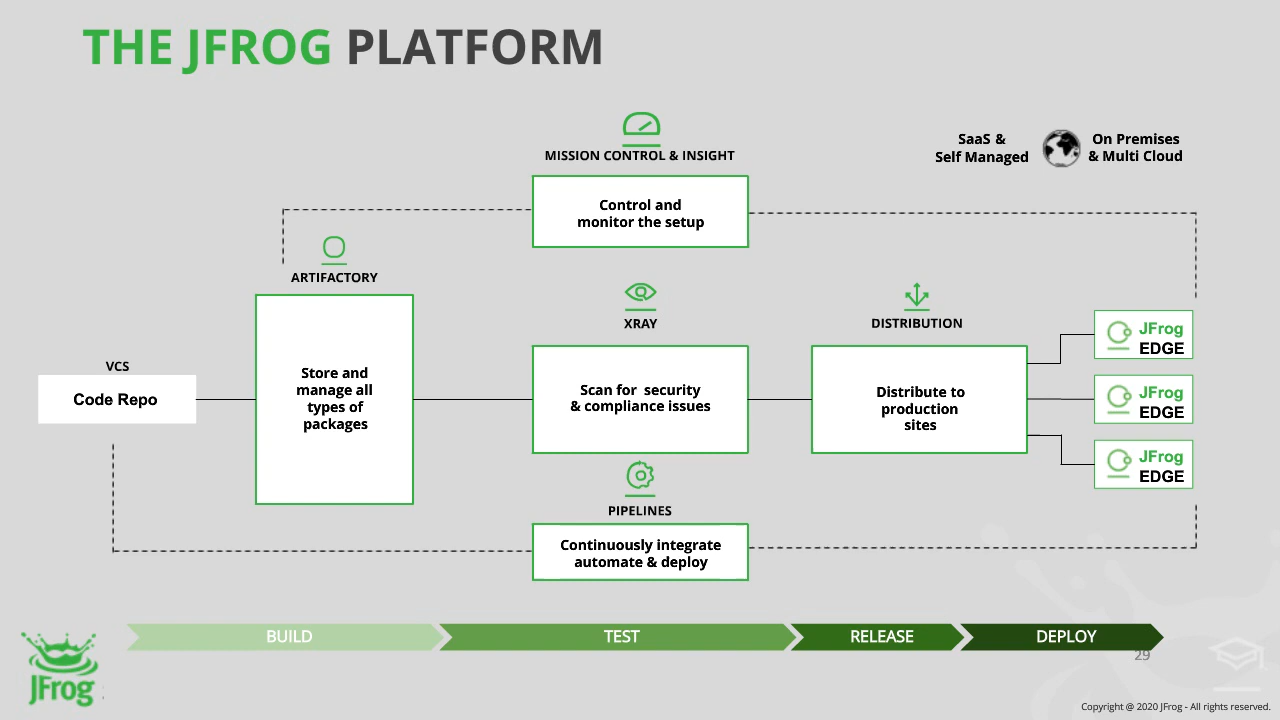 THE JFROG PLATFORM
MISSION CONTROL & INSIGHT
Control and
monitor the setup
SaaS &
Self Managed
On Premises
& Multi Cloud
ARTIFACTORY
Store and
manage all
types of
packages
XRAY
Scan for security
& compliance issues
DISTRIBUTION
Distribute to
production
sites
JFrog
EDGE
JFrog
EDGE
JFrog
EDGE
VCS
Code Repo
PIPELINES
Continuously integrate
automate & deploy
BUILD
TEST
RELEASE
DEPLOY
29
JFrog
Copyright @ 2020 JFrog - All rights reserved.